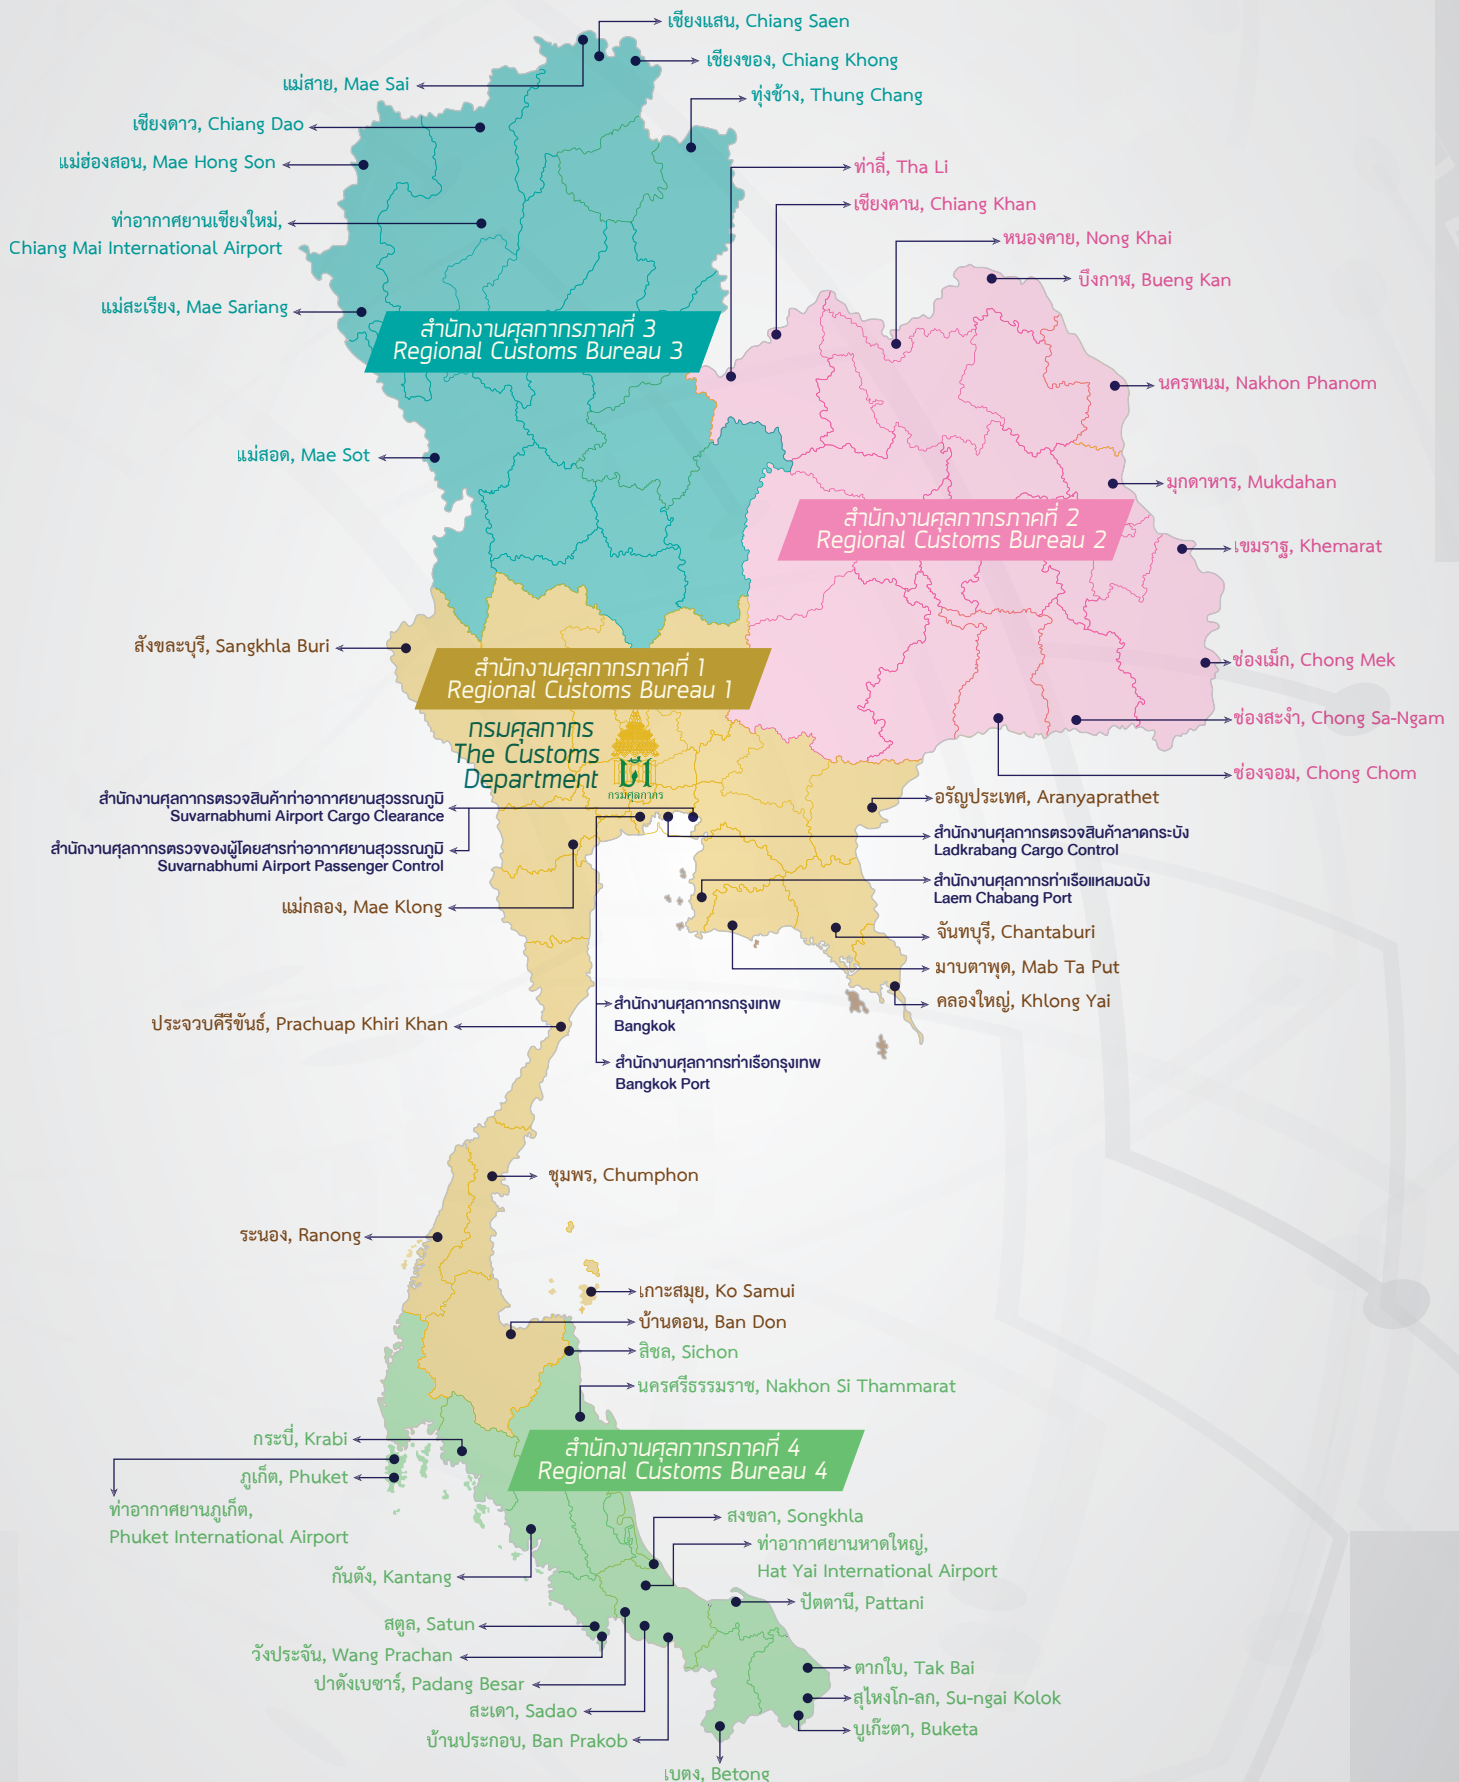 เชียงแสน, Chiang Saen
เชียงของ, Chiang Khong
แม่สาย, Mae Sai
ทุ่งช้าง, Thung Chang
เชียงดาว, Chiang Dao
แม่ฮ่องสอน, Mae Hong Son
ท่าลี่, Tha Li
เชียงคาน, Chiang Khan
ท่าอากาศยานเชียงใหม่,
Chiang Mai International Airport
หนองคาย, Nong Khai
บึงกาฬ, Bueng Kan
แม่สะเรียง, Mae Sariang
สำนักงานศุลกากรภาคที่ 3
Regional Customs Bureau 3
นครพนม, Nakhon Phanom
แม่สอด, Mae Sot
มุกดาหาร, Mukdahan
สำนักงานศุลกากรภาคที่ 2
Regional Customs Bureau 2
เขมราฐ, Khemarat
สังขละบุรี, Sangkhla Buri
ช่องเม็ก, Chong Mek
สำนักงานศุลกากรภาคที่ 1
Regional Customs Bureau 1
ช่องสะงำ, Chong Sa-Ngam
กรมศุลกากร
The Customs
Department
กรมศุลกากร
ช่องจอม, Chong Chom
อรัญประเทศ, Aranyaprathet
สำนักงานศุลกากรตรวจสินค้าท่าอากาศยานสุวรรณภูมิ
Suvarnabhumi Airport Cargo Clearance
สำนักงานศุลกากรตรวจสินค้าลาดกระบัง
Ladkrabang Cargo Control
สำนักงานศุลกากรตรวจของผู้โดยสารท่าอากาศยานสุวรรณภูมิ
Suvarnabhumi Airport Passenger Control
สำนักงานศุลกากรท่าเรือแหลมฉบัง
Laem Chabang Port
แม่กลอง, Mae Klong
จันทบุรี, Chantaburi
มาบตาพุด, Mab Ta Put
คลองใหญ่, Khlong Yai
สำนักงานศุลกากรกรุงเทพ
Bangkok
ประจวบคีรีขันธ์, Prachuap Khiri Khan
สำนักงานศุลกากรท่าเรือกรุงเทพ
Bangkok Port
ชุมพร, Chumphon
ระนอง, Ranong
เกาะสมุย, Ko Samui
บ้านดอน, Ban Don
สิชล, Sichon
นครศรีธรรมราช, Nakhon Si Thammarat
กระบี่, Krabi
สำนักงานศุลกากรภาคที่ 4
Regional Customs Bureau 4
ภูเก็ต, Phuket
ท่าอากาศยานภูเก็ต,
Phuket International Airport
สงขลา, Songkhla
ท่าอากาศยานหาดใหญ่,
Hat Yai International Airport
กันตัง, Kantang
ปัตตานี, Pattani
สตูล, Satun
วังประจัน, Wang Prachan
ตากใบ, Tak Bai
ปาดังเบซาร์, Padang Besar
สุไหงโก-ลก, Su-ngai Kolok
สะเดา, Sadao
บูเก๊ะตา, Buketa
บ้านประกอบ, Ban Prakob
เบตง, Betong